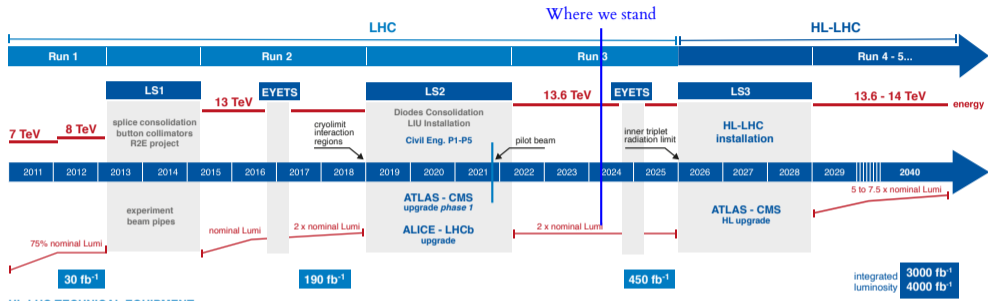 Where we stand
LHC
HL-LHC
Run 1
Run 2
Run 3
Run 4 - 5...
LS1
EYETS
LS2
EYETS
LS3
7 TeV
8 TeV
13 TeV
13.6 TeV
13.6 - 14 TeV
energy
splice consolidation
button collimators
R2E project
cryolimit
interaction
regions
Diodes Consolidation
LIU Installation
Civil Eng. P1-P5
pilot beam
inner triplet
radiation limit
HL-LHC
installation
2011 2012 2013 2014 2015 2016 2017 2018 2019 2020 2021 2022 2023 2024 2025 2026 2027 2028 2029 2040
experiment
beam pipes
ATLAS - CMS
upgrade phase 1
ALICE - LHCb
upgrade
ATLAS - CMS
HL upgrade
75% nominal Lumi
nominal Lumi
2 x nominal Lumi
2 x nominal Lumi
5 to 7.5 x nominal Lumi
30 fb-1
190 fb-1
450 fb-1
integrated
luminosity
3000 fb-1
4000 fb-1